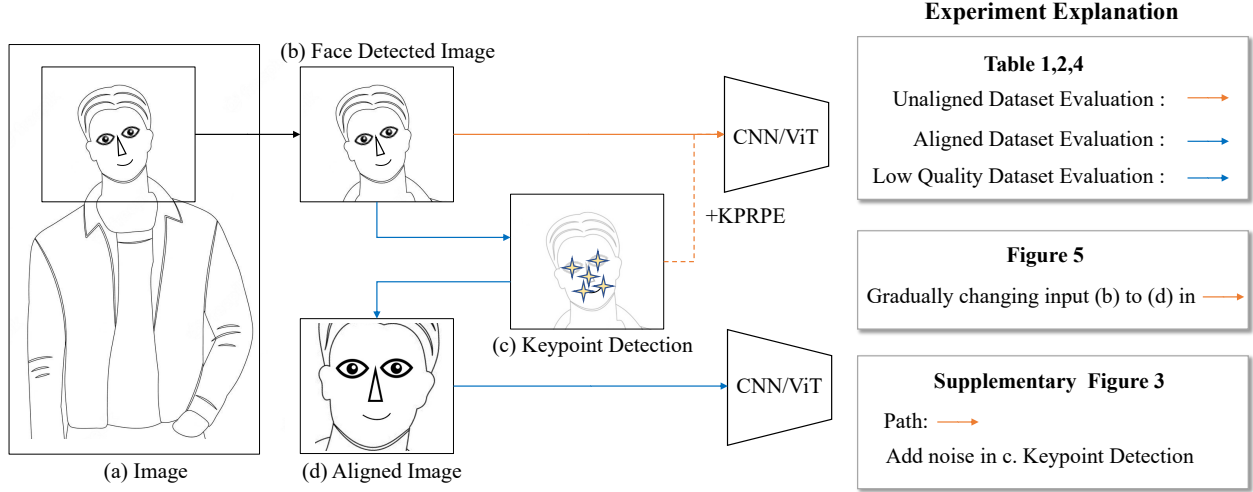 (a) Image
(b) Face Detected Image
+KPRPE
(c) Keypoint Detection
(d) Aligned Image
CNN/ViT
CNN/ViT
Experiment Explanation
Table 1,2,4
Unaligned Dataset Evaluation :
Aligned Dataset Evaluation :
Low Quality Dataset Evaluation :
Figure 5
Gradually changing input (b) to (d) in
Supplementary Figure 3
Path:
Add noise in c. Keypoint Detection